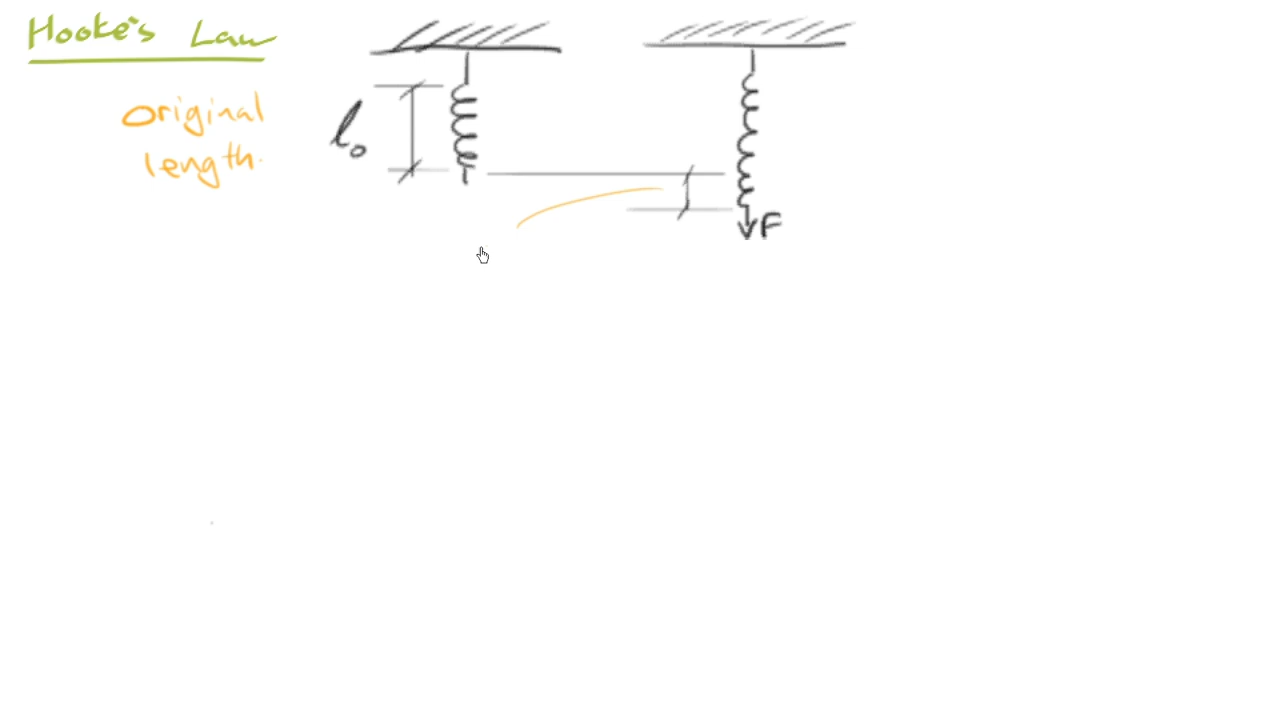 Hooke's Law
original
length.
l₀
F